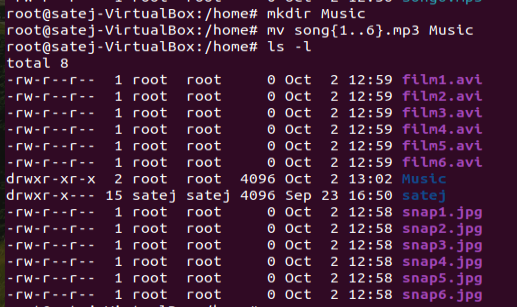 root@satej-VirtualBox:/home# mkdir Music
root@satej-VirtualBox:/home# mv song{1..6}.mp3 Music
root@satej-VirtualBox:/home# ls -l
total 8
-rw-r--r--  1 root  root     0 Oct  2 12:59 film1.avi
-rw-r--r--  1 root  root     0 Oct  2 12:59 film2.avi
-rw-r--r--  1 root  root     0 Oct  2 12:59 film3.avi
-rw-r--r--  1 root  root     0 Oct  2 12:59 film4.avi
-rw-r--r--  1 root  root     0 Oct  2 12:59 film5.avi
-rw-r--r--  1 root  root     0 Oct  2 12:59 film6.avi
drwxr-xr-x  2 root  root  4096 Oct  2 13:02 Music
drwxr-x--- 15 satej satej 4096 Sep 23 16:50 satej
-rw-r--r--  1 root  root     0 Oct  2 12:58 snap1.jpg
-rw-r--r--  1 root  root     0 Oct  2 12:58 snap2.jpg
-rw-r--r--  1 root  root     0 Oct  2 12:58 snap3.jpg
-rw-r--r--  1 root  root     0 Oct  2 12:58 snap4.jpg
-rw-r--r--  1 root  root     0 Oct  2 12:58 snap5.jpg
-rw-r--r--  1 root  root     0 Oct  2 12:58 snap6.jpg